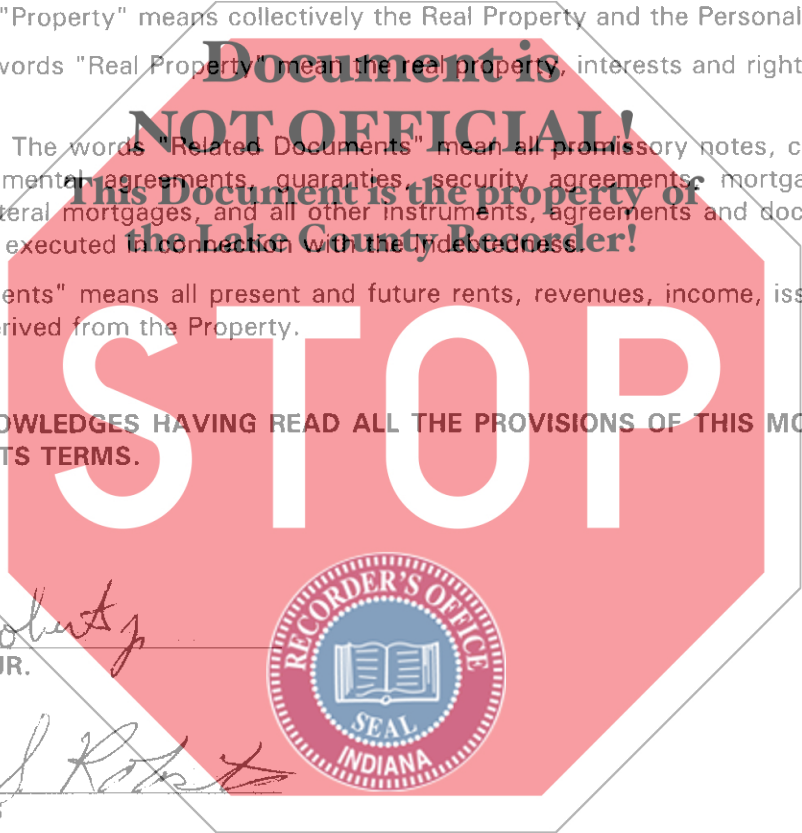 "Property" means collectively the Real Property and the Personal
Document is
words "Real Property" mean the real property, interests and right
NOT OFFICIAL!
The words "Related Documents" mean all promissory notes, c
mental agreements, guaranties, security agreements, mortga
This Document is the property of
teral mortgages, and all other instruments, agreements and doc
executed in connection with the Indebtedness.
the Lake County Recorder!
ents" means all present and future rents, revenues, income, iss
rived from the Property.
STOP
OWLEDGES HAVING READ ALL THE PROVISIONS OF THIS MO
TS TERMS.
RECORDER'S OFFICE
SEAL
INDIANA
JR.
S Roberts